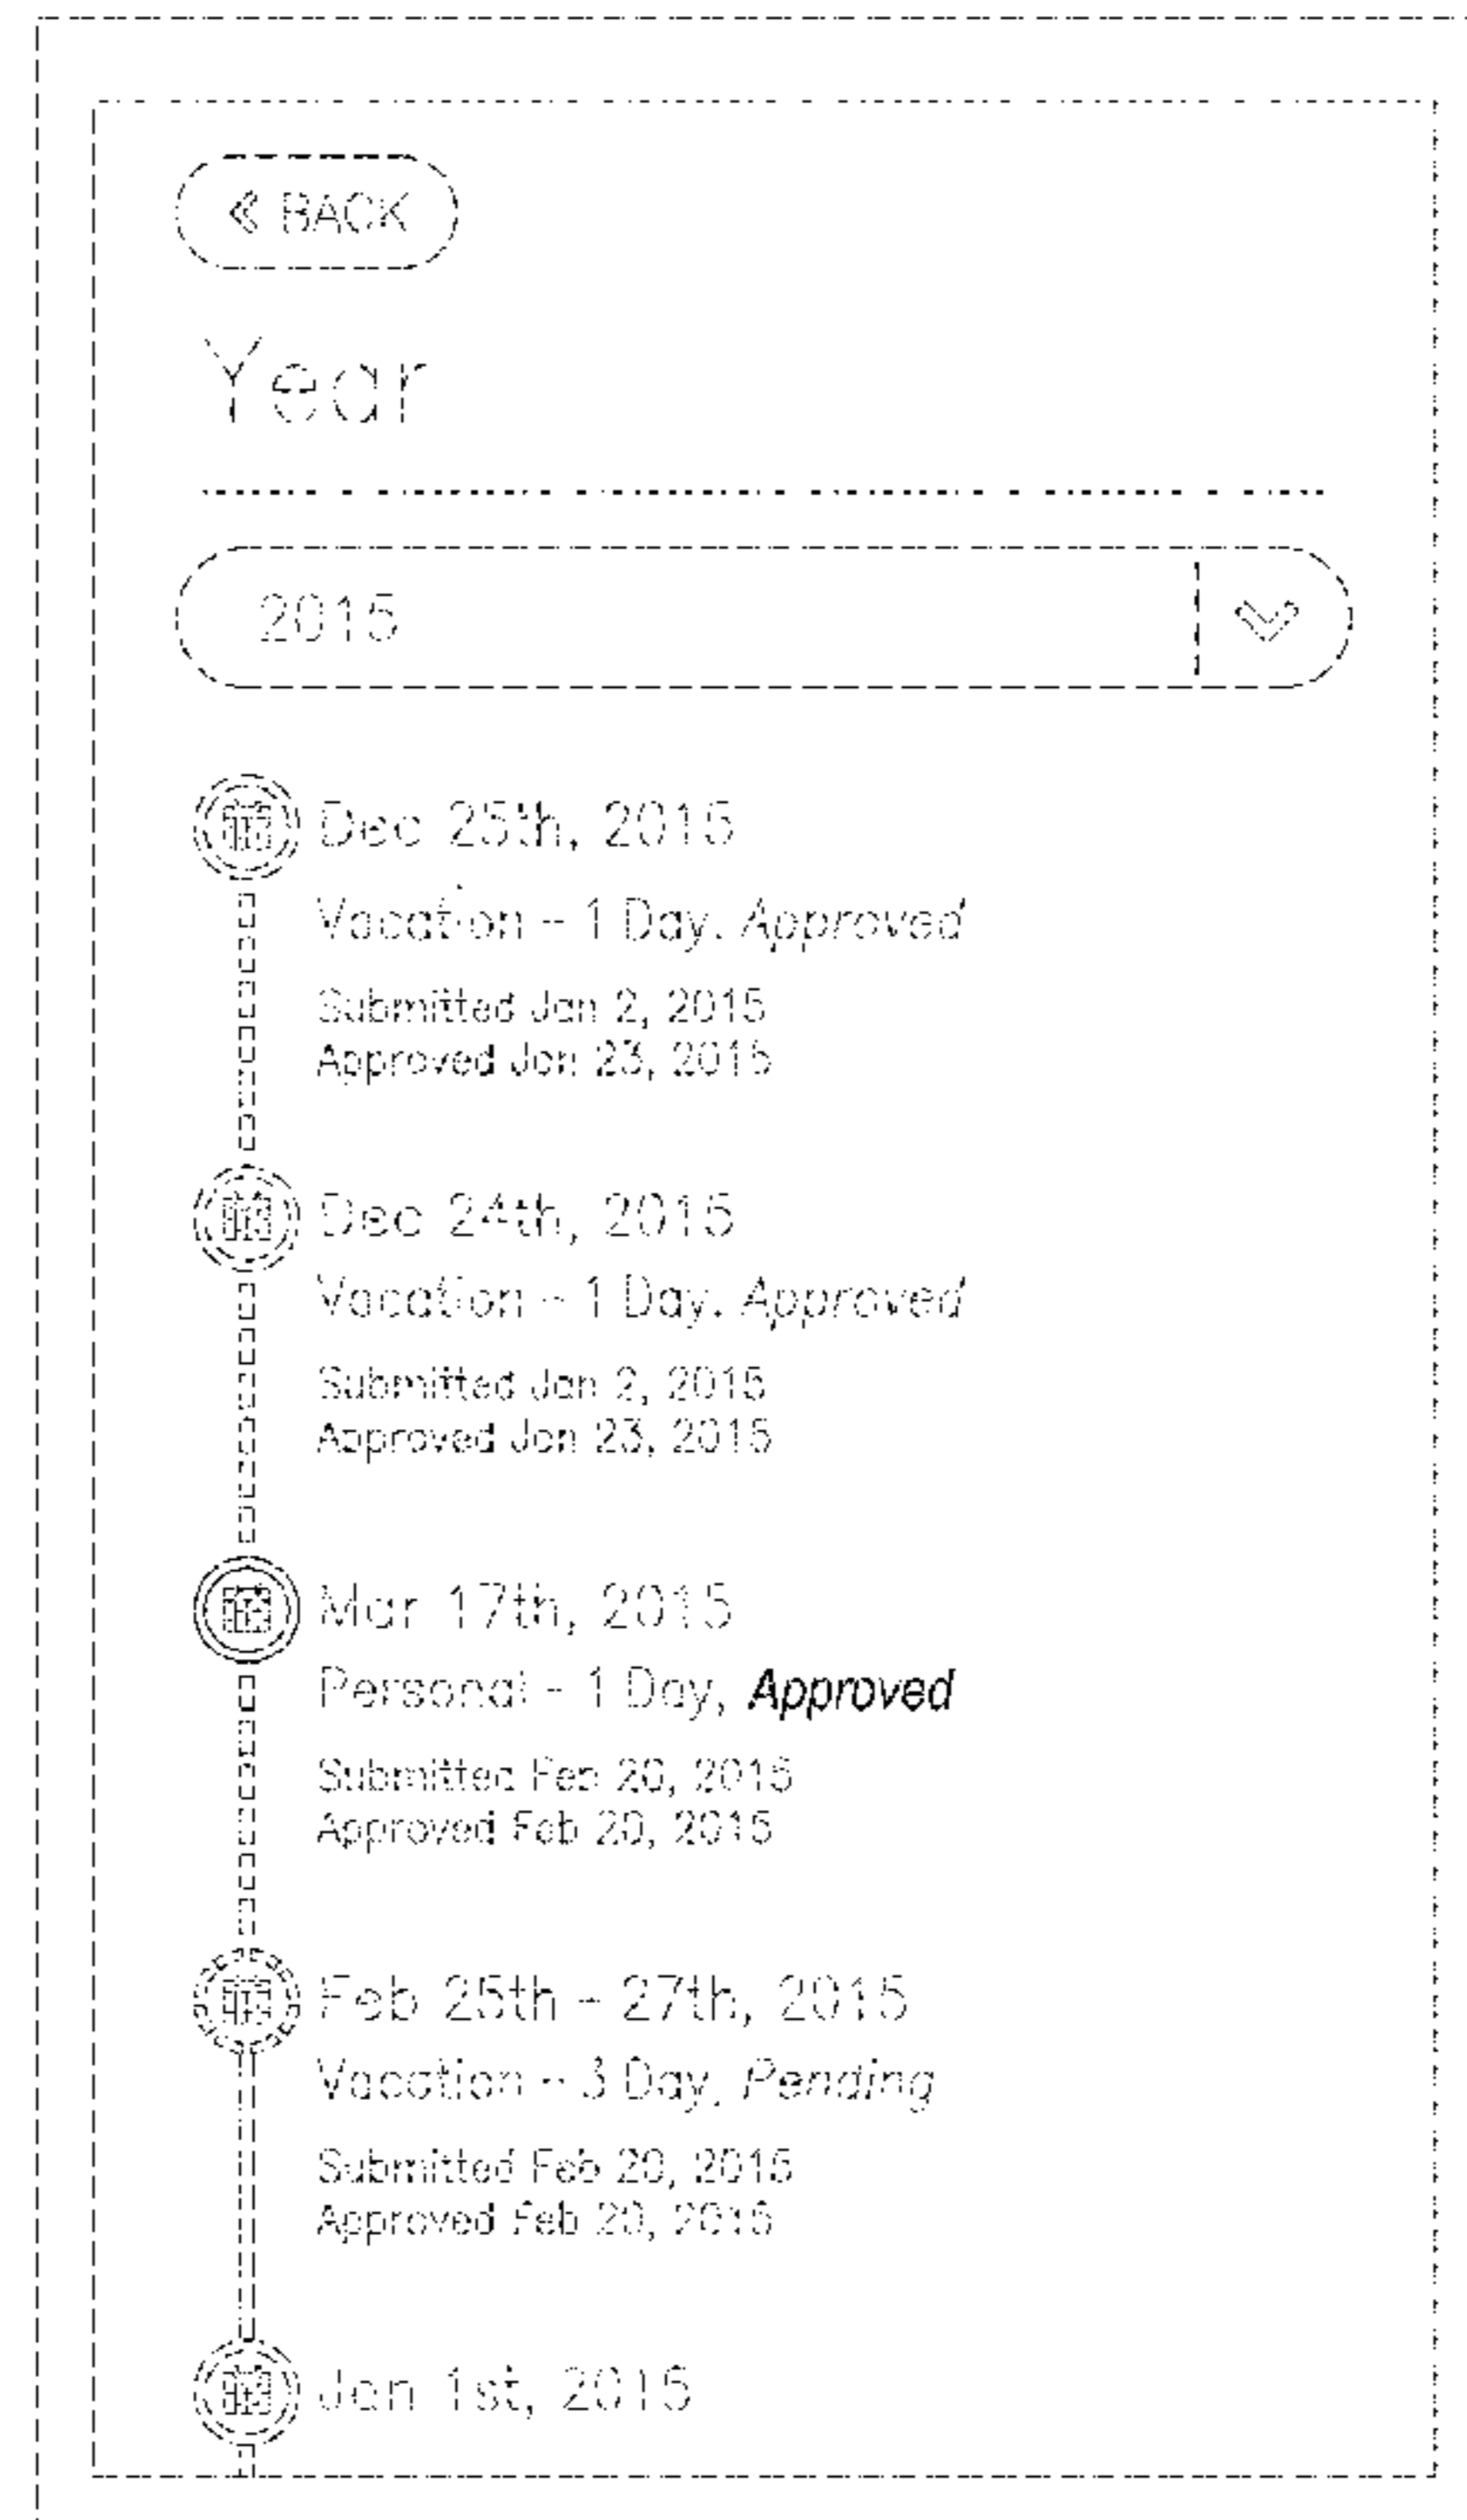 « BACK
Year
2015
Dec 25th, 2015
Vacation - 1 Day. Approved
Submitted Jan 2, 2015
Approved Jan 23, 2015
Dec 24th, 2015
Vacation - 1 Day. Approved
Submitted Jan 2, 2015
Approved Jan 23, 2015
Mar 17th, 2015
Personal - 1 Day, Approved
Submitted Feb 20, 2015
Approved Feb 20, 2015
Feb 25th - 27th, 2015
Vacation - 3 Day, Pending
Submitted Feb 20, 2015
Approved Feb 20, 2015
Jan 1st, 2015